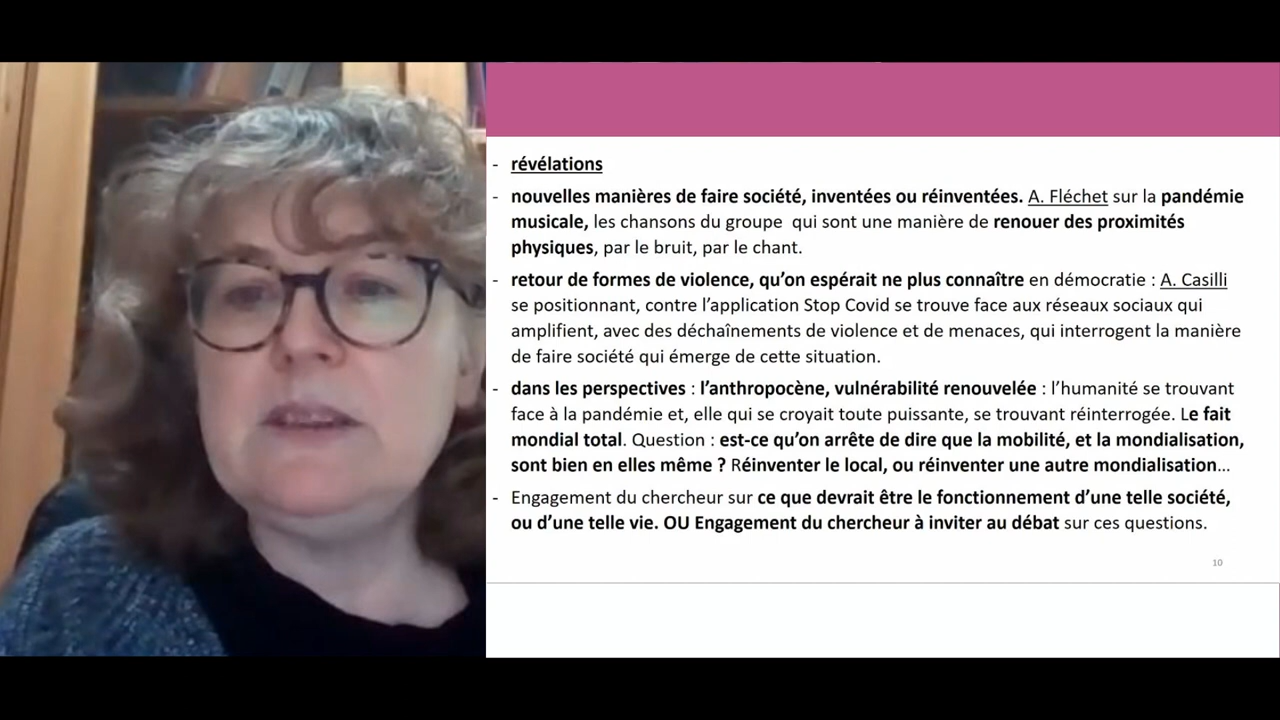 - révélations
- nouvelles manières de faire société, inventées ou réinventées. A. Fléchet sur la pandémie
musicale, les chansons du groupe qui sont une manière de renouer des proximités
physiques, par le bruit, par le chant.
- retour de formes de violence, qu'on espérait ne plus connaître en démocratie : A. Casilli
se positionnant, contre l'application Stop Covid se trouve face aux réseaux sociaux qui
amplifient, avec des déchaînements de violence et de menaces, qui interrogent la manière
de faire société qui émerge de cette situation.
- dans les perspectives : l'anthropocène, vulnérabilité renouvelée : l'humanité se trouvant
face à la pandémie et, elle qui se croyait toute puissante, se trouvant réinterrogée. Le fait
mondial total. Question : est-ce qu'on arrête de dire que la mobilité, et la mondialisation,
sont bien en elles même ? Réinventer le local, ou réinventer une autre mondialisation...
- Engagement du chercheur sur ce que devrait être le fonctionnement d'une telle société,
ou d'une telle vie. OU Engagement du chercheur à inviter au débat sur ces questions.
10